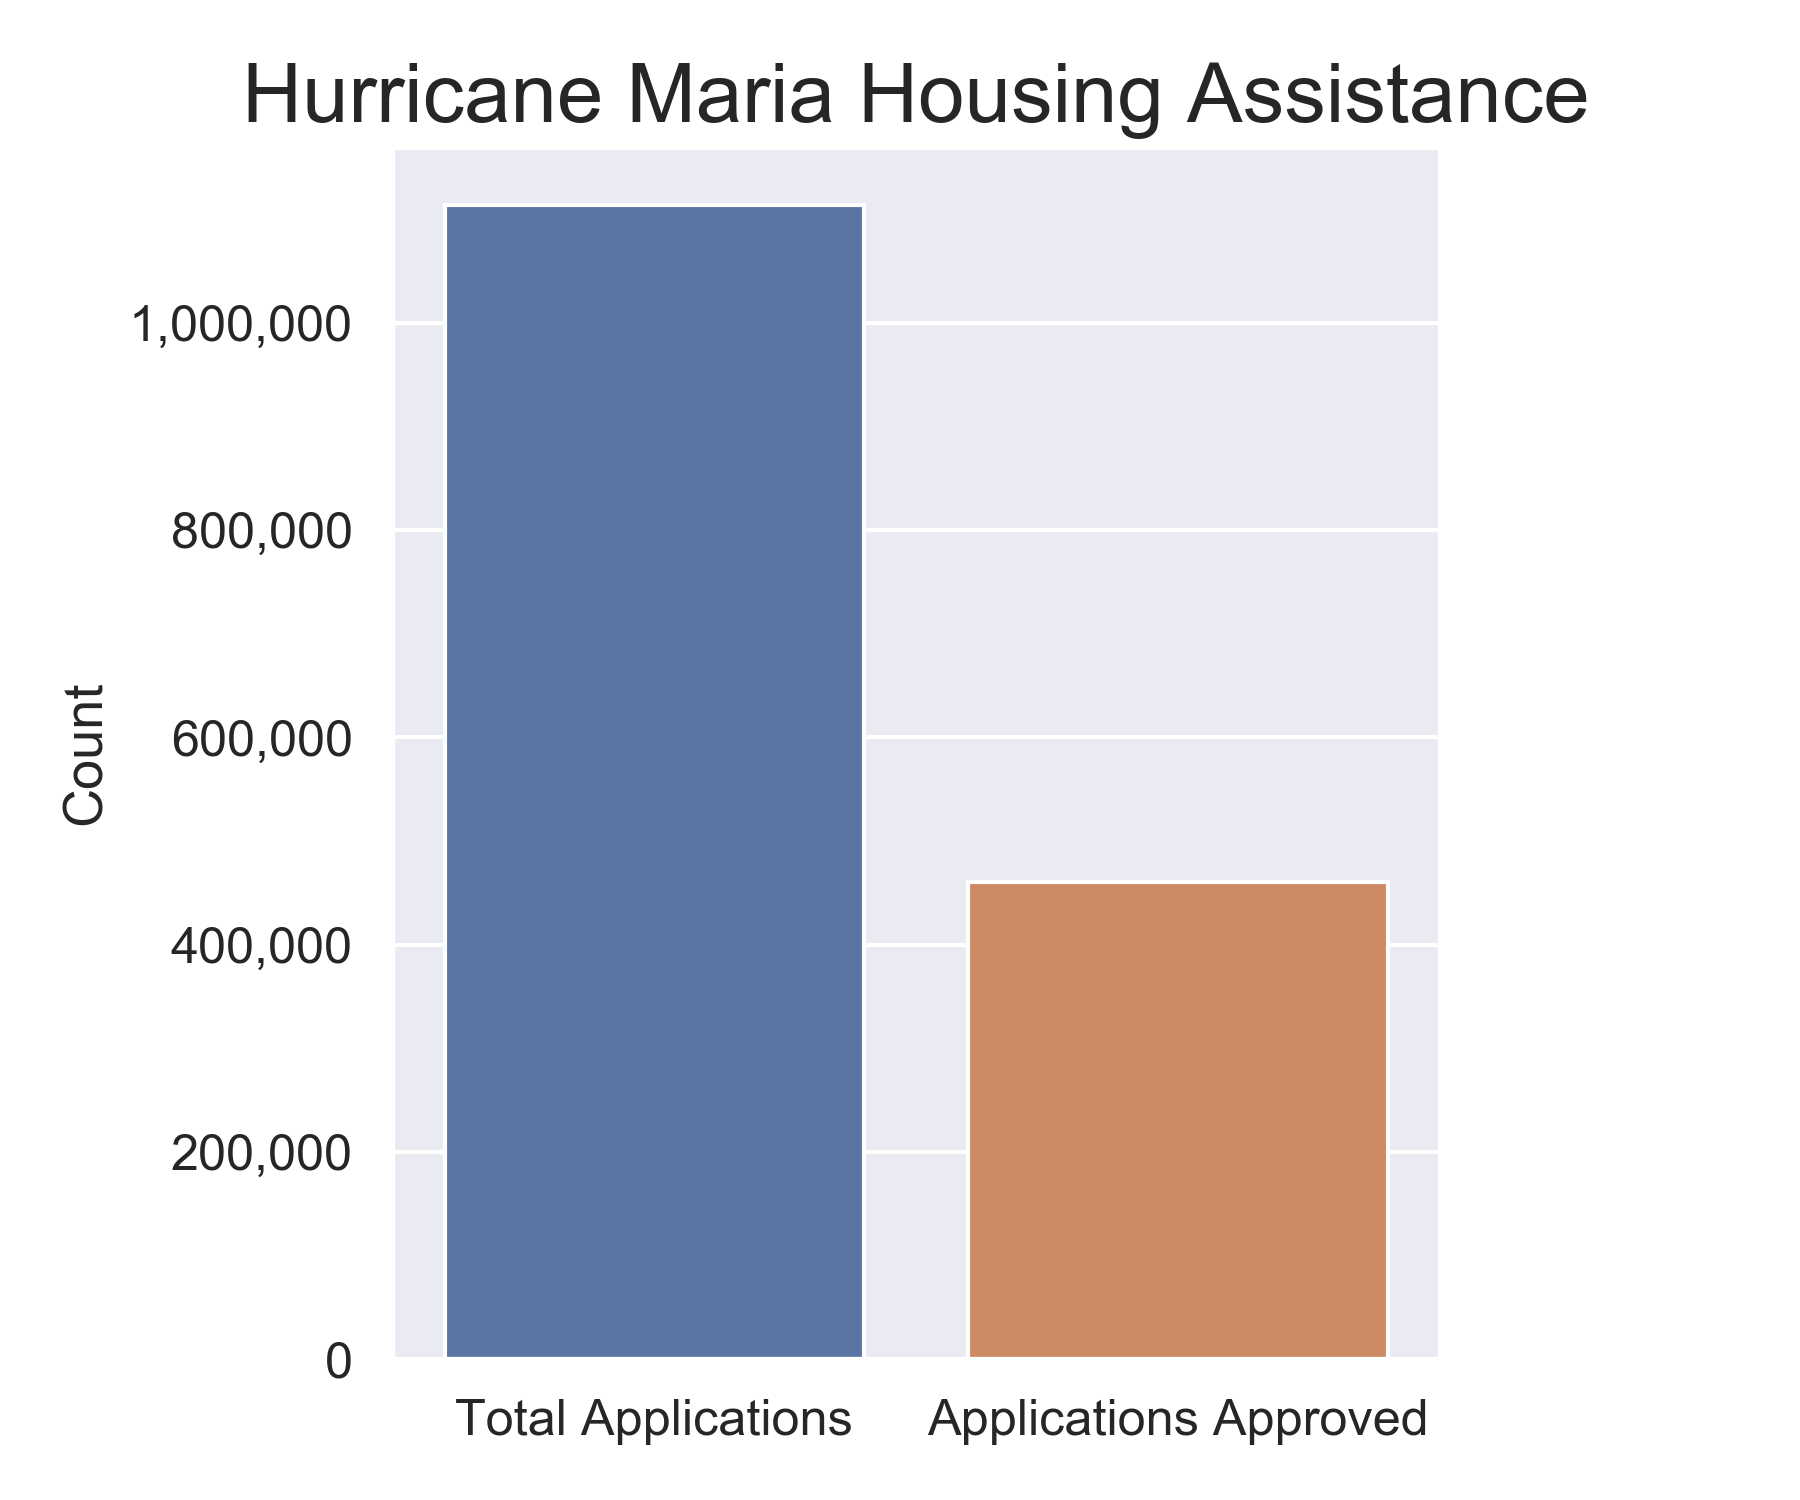 Hurricane Maria Housing Assistance
1,000,000
800,000
600,000
400,000
200,000
0
Count
Total Applications
Applications Approved